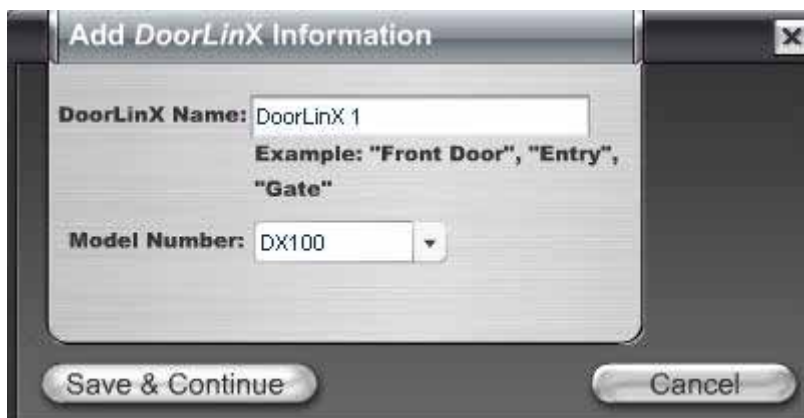 Add DoorLinX Information
DoorLinX Name: DoorLinX 1
Example: "Front Door", "Entry",
"Gate"
Model Number: DX100
Save & Continue Cancel